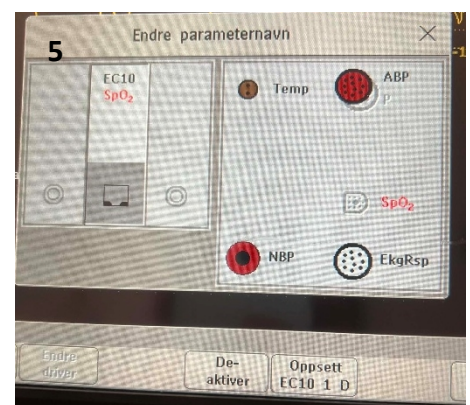 5
Endre parameternavn
EC10
SpO₂
Temp
ABP
P
SpO₂
NBP
EkgRsp
Endre
driver
De-
aktiver
Oppsett
EC10 1 D